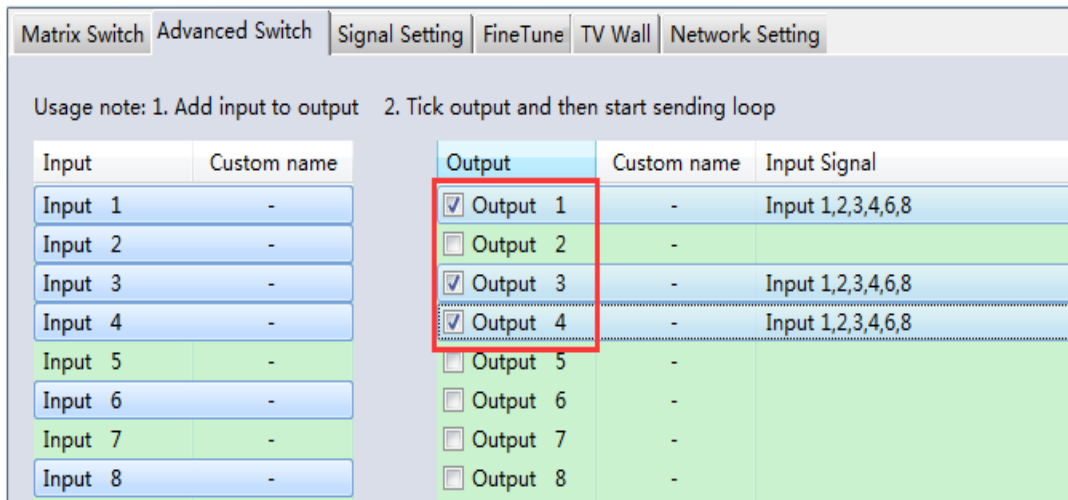 Matrix Switch Advanced Switch Signal Setting FineTune TV Wall Network Setting
Usage note: 1. Add input to output 2. Tick output and then start sending loop
Input Custom name Output Custom name Input Signal
Input 1 - Output 1 - Input 1,2,3,4,6,8
Input 2 - Output 2 -
Input 3 - Output 3 - Input 1,2,3,4,6,8
Input 4 - Output 4 - Input 1,2,3,4,6,8
Input 5 - Output 5 -
Input 6 - Output 6 -
Input 7 - Output 7 -
Input 8 - Output 8 -